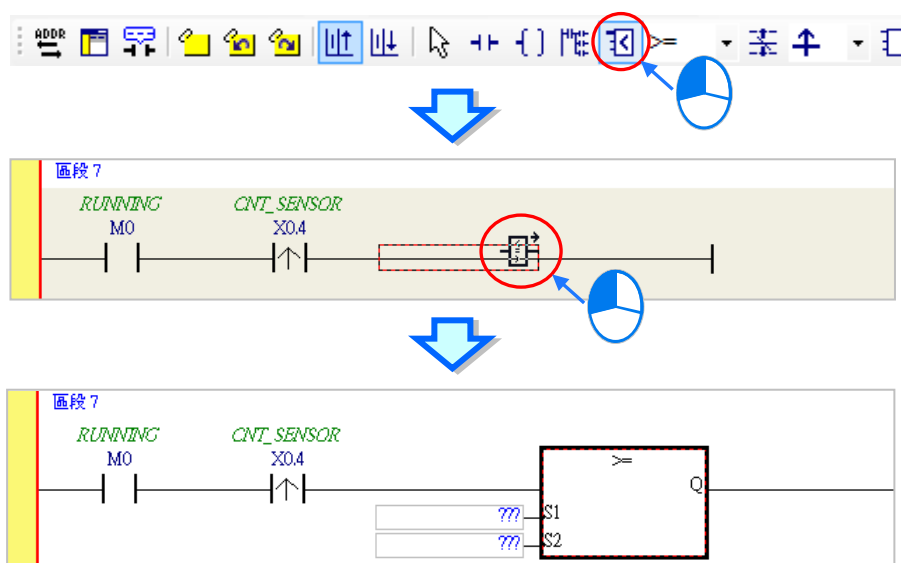 ADDR
>=
區段 7
RUNNING CNT_SENSOR
M0 X0.4
區段 7
RUNNING CNT_SENSOR
M0 X0.4 >=
Q
??? S1
??? S2